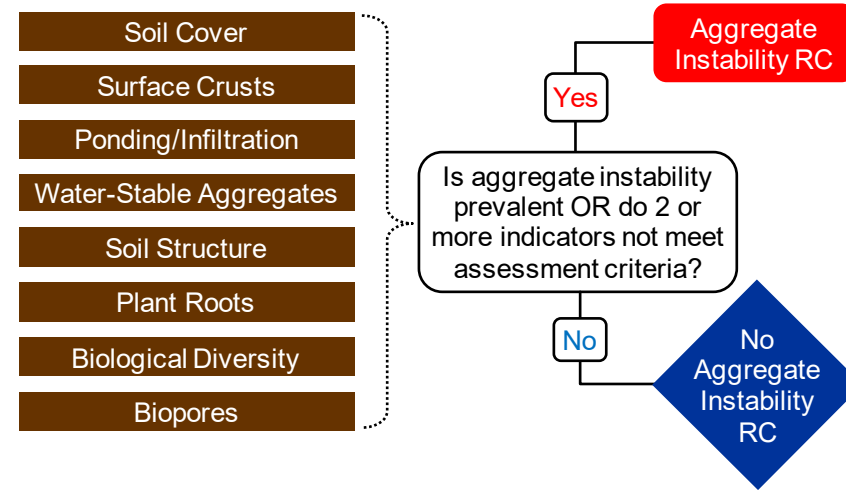 Soil Cover
Surface Crusts
Ponding/Infiltration
Water-Stable Aggregates
Soil Structure
Plant Roots
Biological Diversity
Biopores
Aggregate
Instability RC
Yes
Is aggregate instability
prevalent OR do 2 or
more indicators not meet
assessment criteria?
No
No
Aggregate
Instability
RC